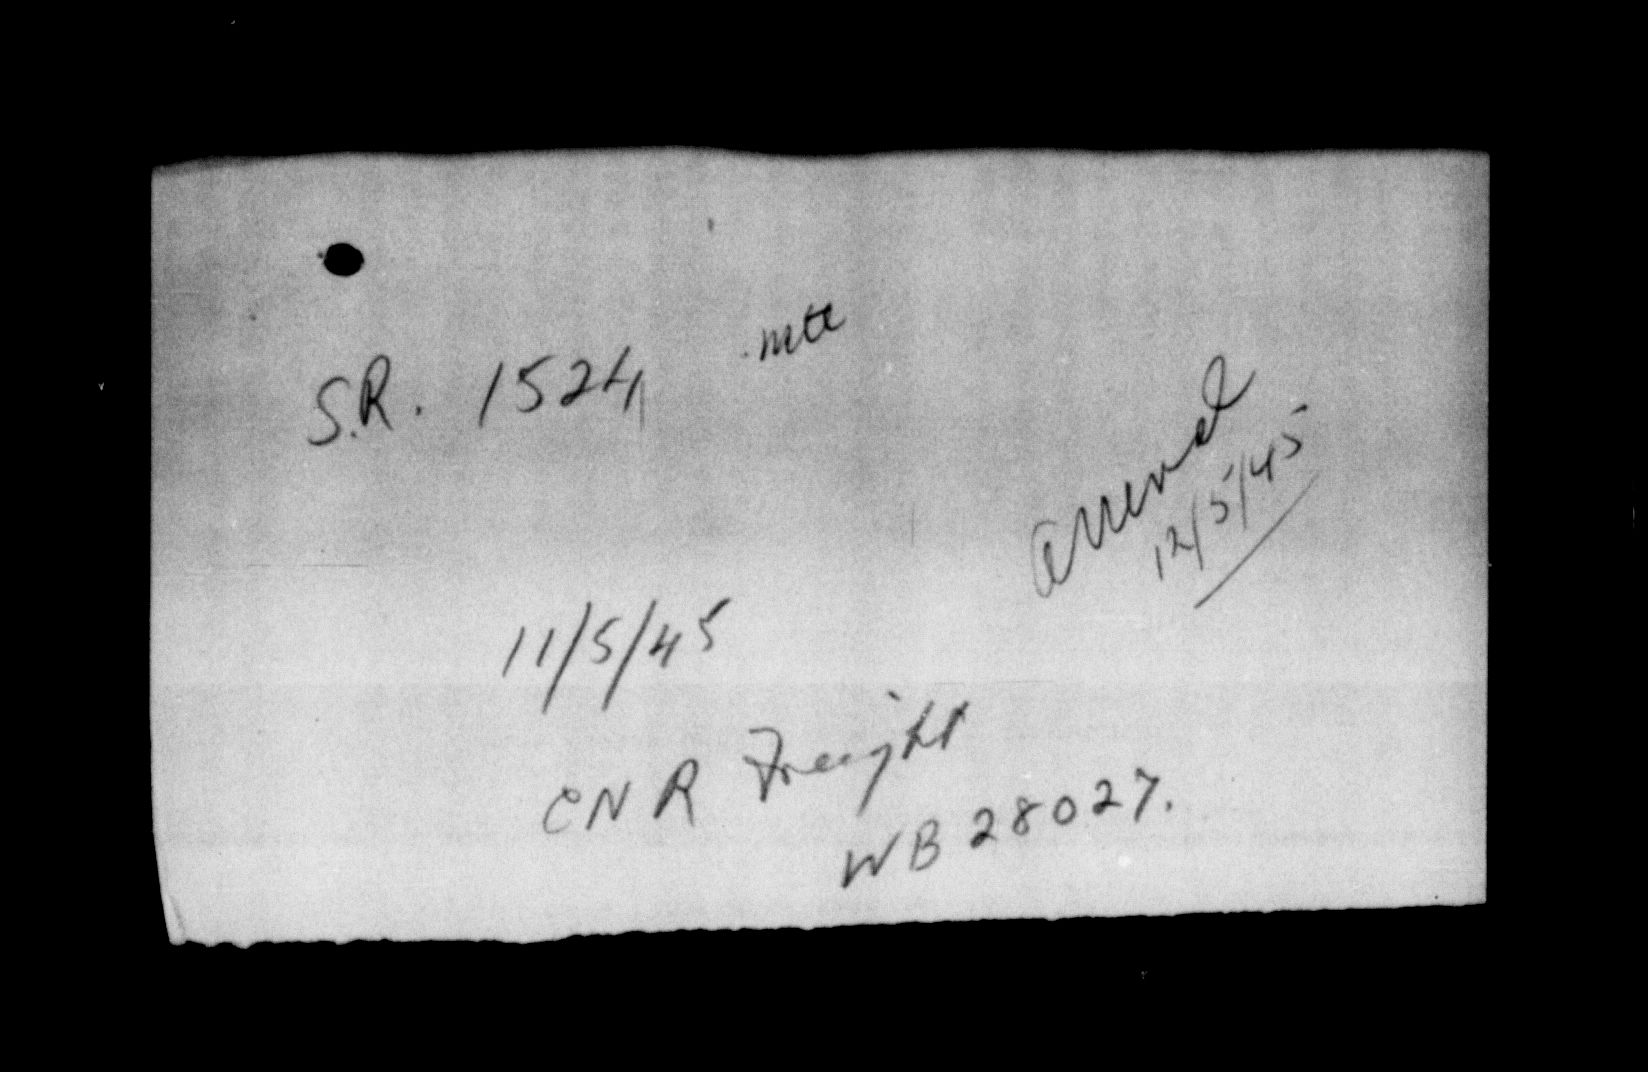 S.R. 1524 mtl
arrived
12/5/45
11/5/45
CNR Freight
WB 28027.